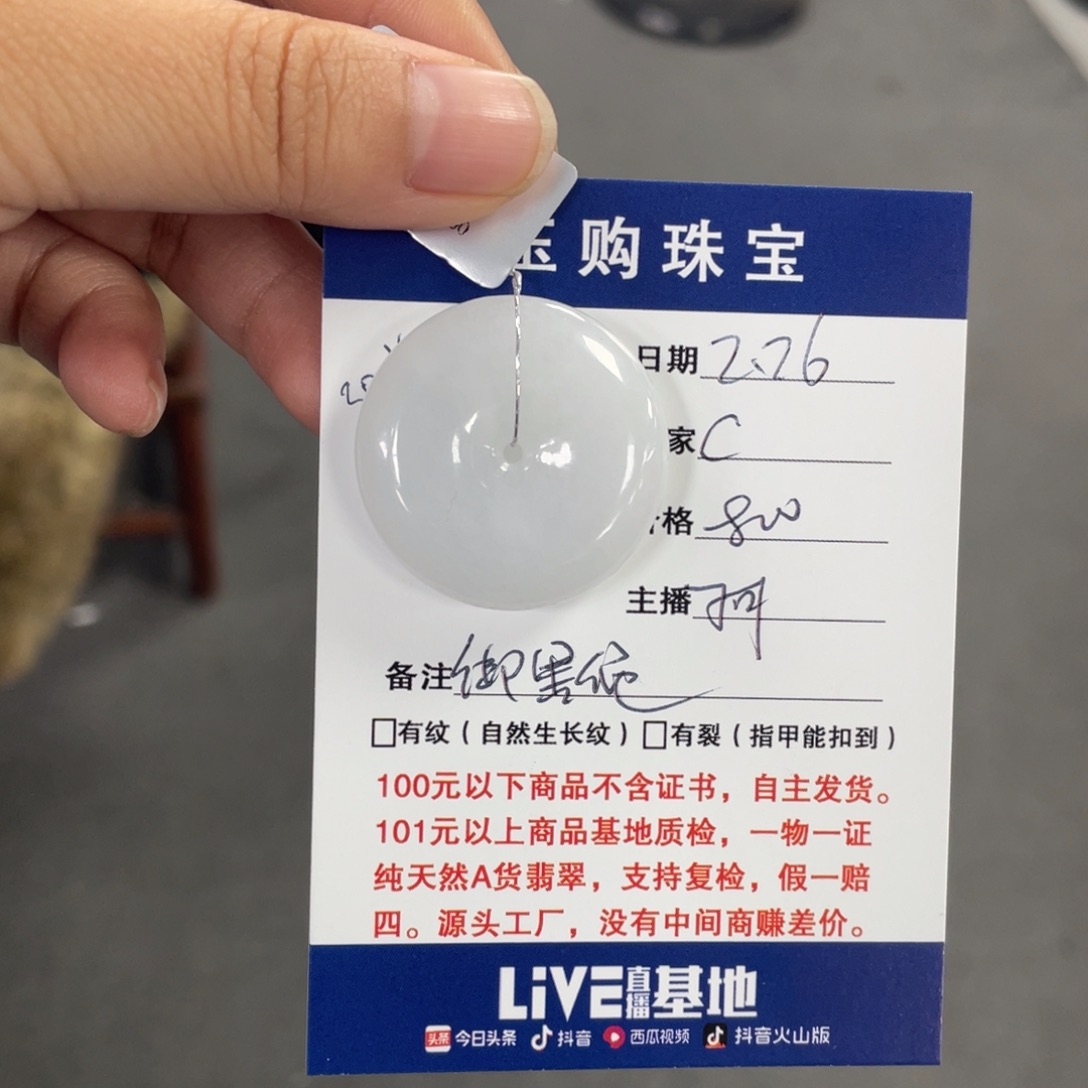 玉购珠宝
日期 2.26
家 C
格 800
主播
备注
□有纹（自然生长纹）□有裂（指甲能扣到）
100元以下商品不含证书，自主发货。
101元以上商品基地质检，一物一证
纯天然A货翡翠，支持复检，假一赔
四。源头工厂，没有中间商赚差价。
LiVE直播基地
头条 今日头条 抖音 西瓜视频 抖音火山版